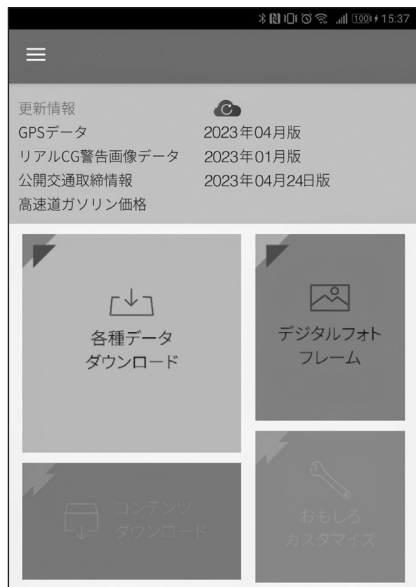 100 15:37
更新情報
GPSデータ 2023年04月版
リアルCG警告画像データ 2023年01月版
公開交通取締情報 2023年04月24日版
高速道ガソリン価格
各種データ
ダウンロード
デジタルフォト
フレーム
コンテンツ
ダウンロード
おもしろ
カスタマイズ